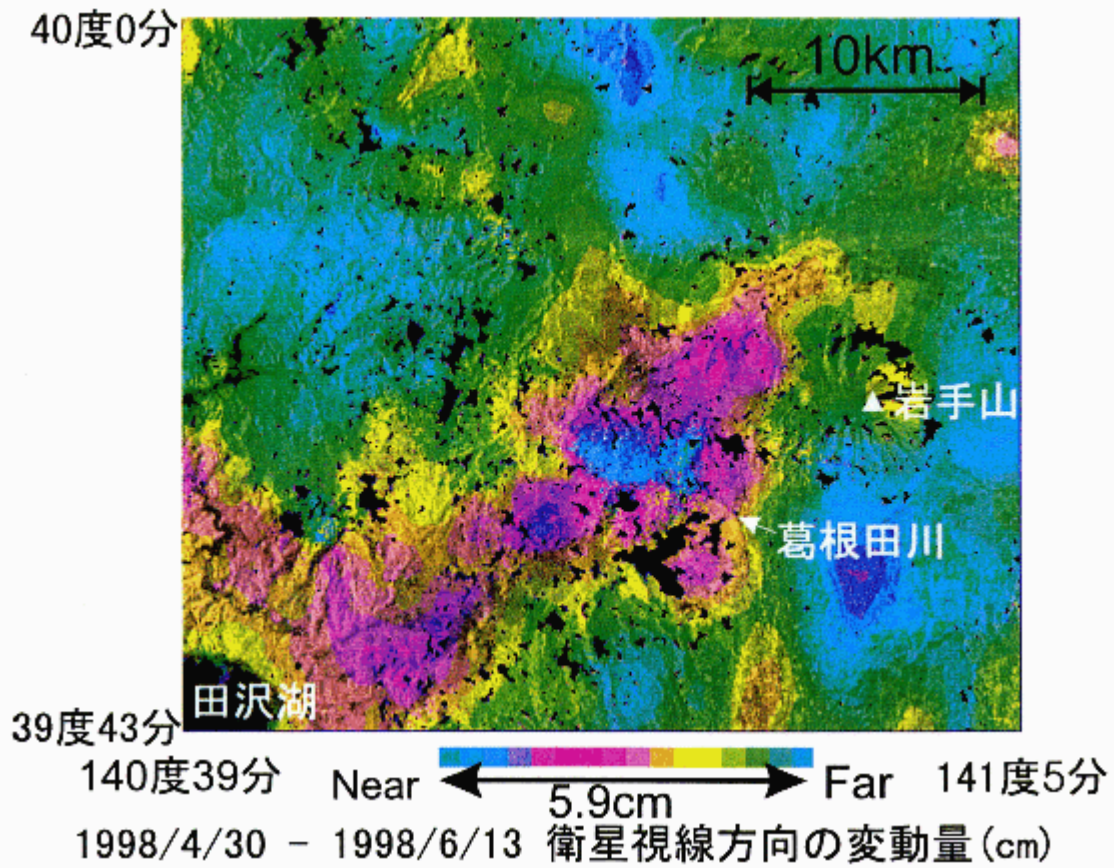 40度0分
10km
岩手山
葛根田川
田沢湖
39度43分
140度39分 Near Far 141度5分
5.9cm
1998/4/30 - 1998/6/13 衛星視線方向の変動量(cm)